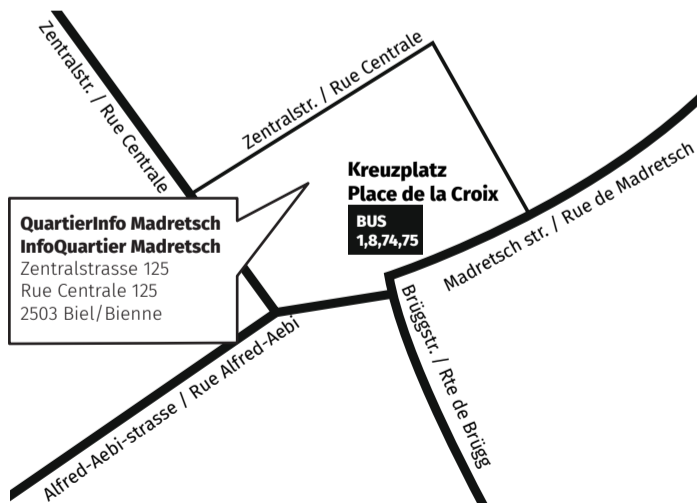 Zentralstr. / Rue Centrale
Zentralstr. / Rue Centrale
Kreuzplatz
Place de la Croix
BUS
1,8,74,75
Madretsch str. / Rue de Madretsch
QuartierInfo Madretsch
InfoQuartier Madretsch
Zentralstrasse 125
Rue Centrale 125
2503 Biel/Bienne
Brüggstr. / Rte de Brügg
Alfred-Aebi-strasse / Rue Alfred-Aebi